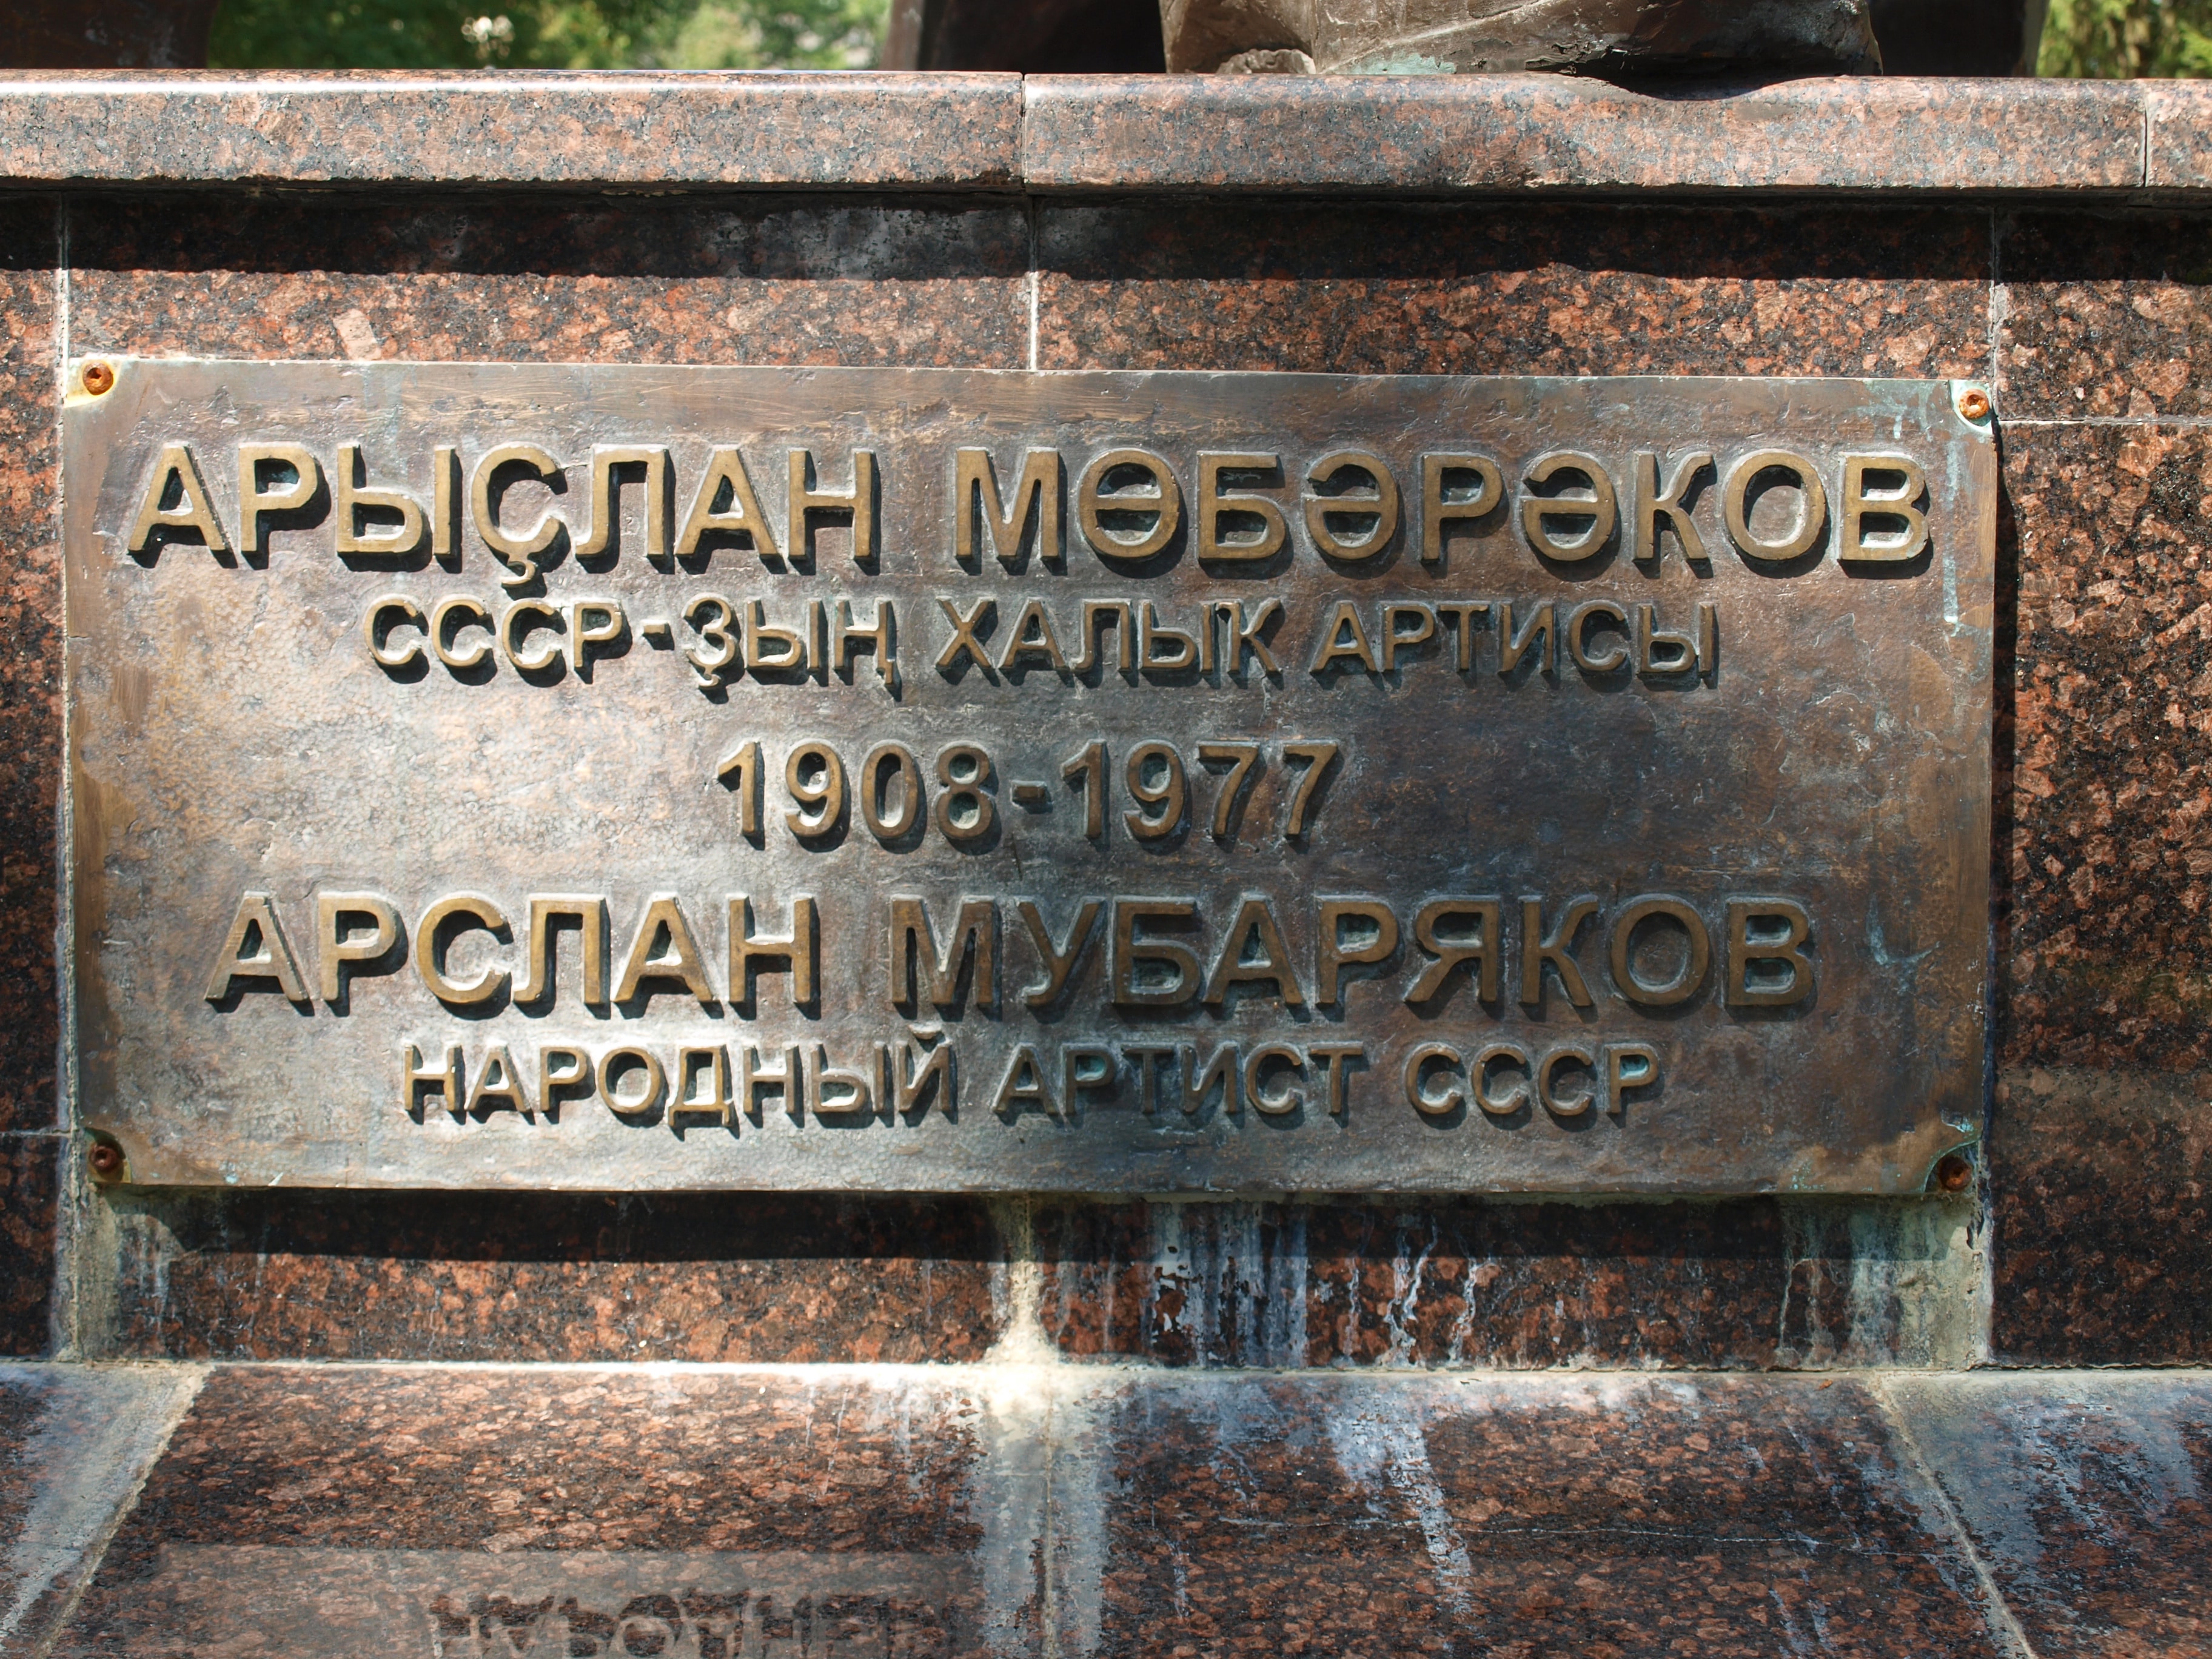 АРЫҪЛАН МӨБӘРӘКОВ
СССР-ҘЫҢ ХАЛЫҠ АРТИСЫ
1908-1977
АРСЛАН МУБАРЯКОВ
НАРОДНЫЙ АРТИСТ СССР